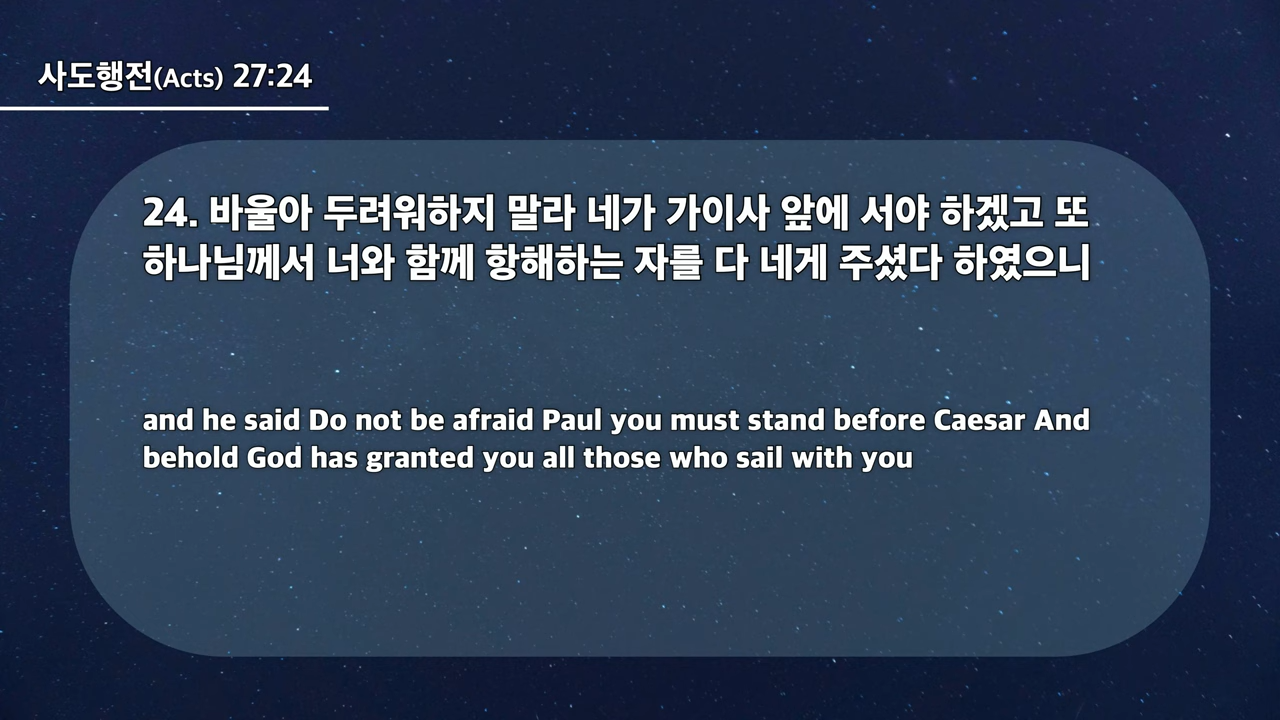 사도행전(Acts) 27:24
24. 바울아 두려워하지 말라 네가 가이사 앞에 서야 하겠고 또
하나님께서 너와 함께 항해하는 자를 다 네게 주셨다 하였으니
and he said Do not be afraid Paul you must stand before Caesar And
behold God has granted you all those who sail with you